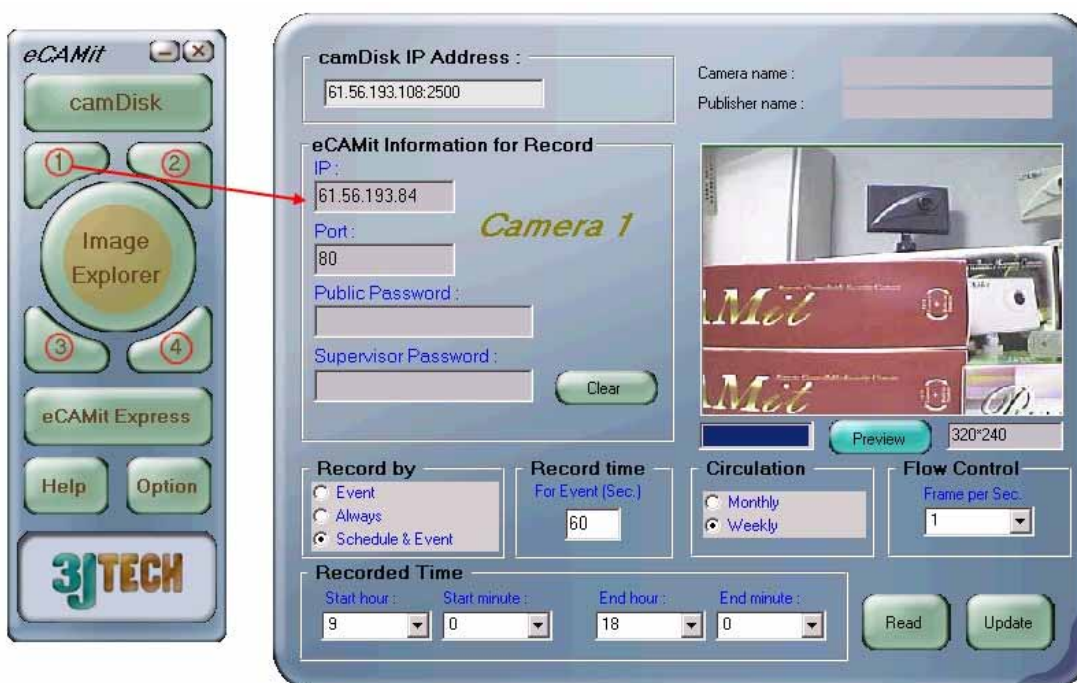 eCAMit
camDisk
1
2
Image
Explorer
3
4
eCAMit Express
Help
Option
3JTECH
camDisk IP Address :
61.56.193.108:2500
Camera name :
Publisher name :
eCAMit Information for Record
IP :
61.56.193.84
Camera 1
Port :
80
Public Password :
Supervisor Password :
Clear
AMit
AMit
Preview
320*240
Record by
Event
Always
Schedule & Event
Record time
For Event (Sec.)
60
Circulation
Monthly
Weekly
Flow Control
Frame per Sec.
1
Recorded Time
Start hour :
Start minute :
End hour :
End minute :
9
0
18
0
Read
Update